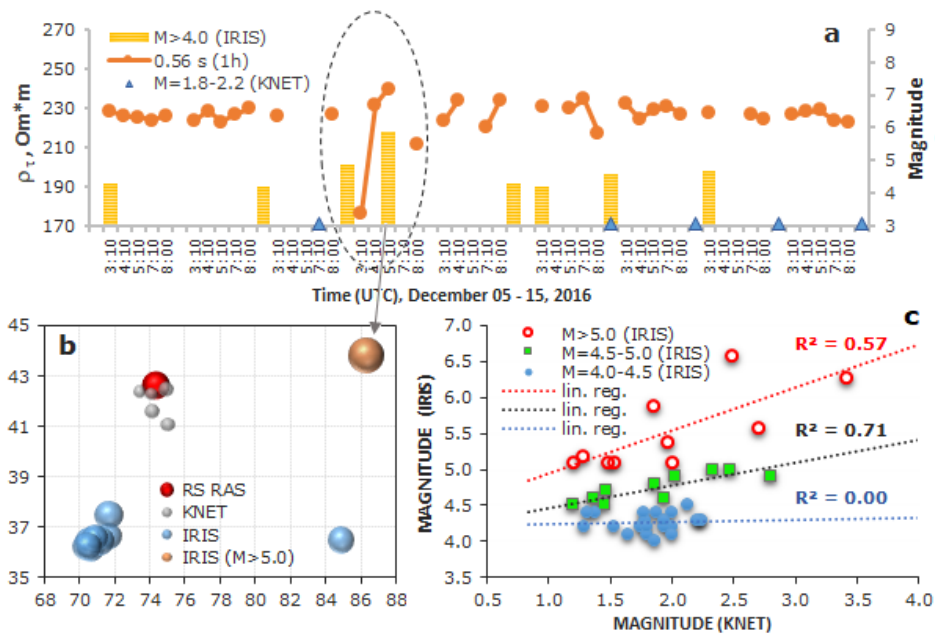 270
250
230
210
190
170
ρτ, Om*m
M>4.0 (IRIS)
0.56 s (1h)
M=1.8-2.2 (KNET)
a
9
8
7
6
5
4
3
Magnitude
Time (UTC), December 05 - 15, 2016
45
43
41
39
37
35
b
RS RAS
KNET
IRIS
IRIS (M>5.0)
68 70 72 74 76 78 80 82 84 86 88
c
7.0
6.5
6.0
5.5
5.0
4.5
4.0
3.5
MAGNITUDE (IRIS)
M>5.0 (IRIS)
M=4.5-5.0 (IRIS)
M=4.0-4.5 (IRIS)
lin. reg.
lin. reg.
lin. reg.
R² = 0.57
R² = 0.71
R² = 0.00
0.5 1.0 1.5 2.0 2.5 3.0 3.5 4.0
MAGNITUDE (KNET)